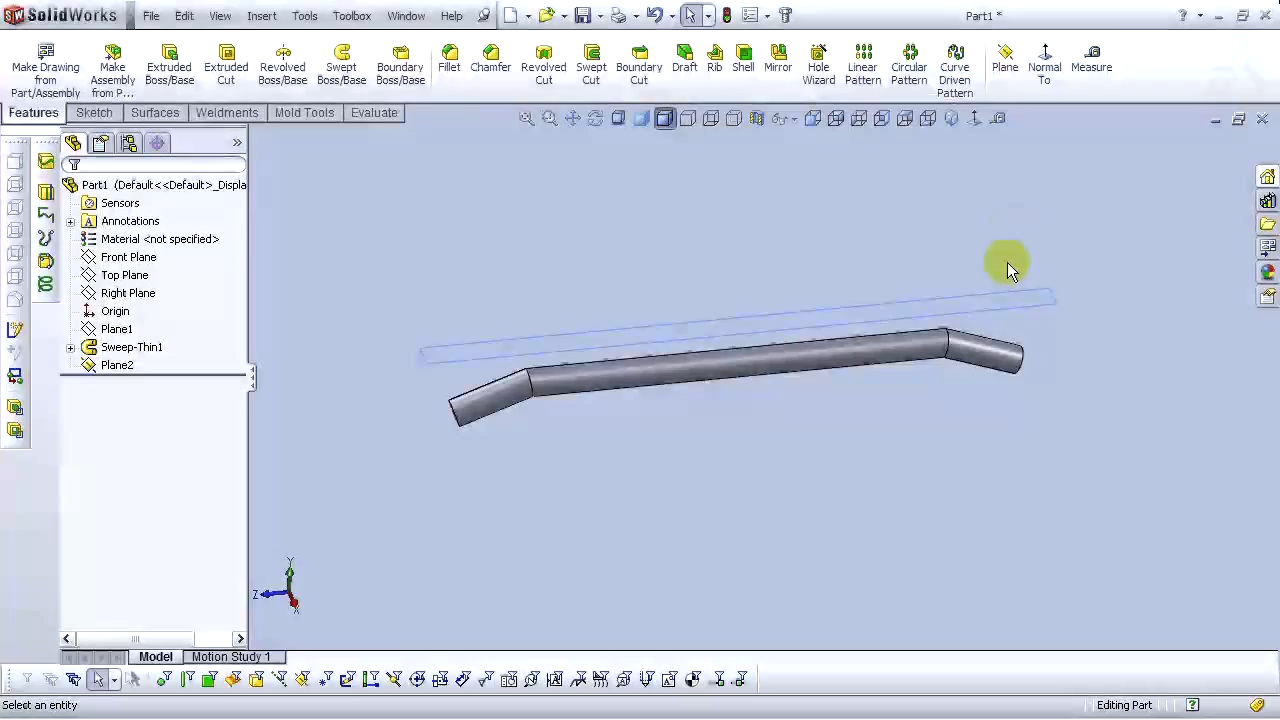 SolidWorks File Edit View Insert Tools Toolbox Window Help Part1 *
Make Drawing from Part/Assembly
Make Assembly from P...
Extruded Boss/Base
Extruded Cut
Revolved Boss/Base
Swept Boss/Base
Boundary Boss/Base
Fillet
Chamfer
Revolved Cut
Swept Cut
Boundary Cut
Draft
Rib
Shell
Mirror
Hole Wizard
Linear Pattern
Circular Pattern
Curve Driven Pattern
Plane
Normal To
Measure
Features Sketch Surfaces Weldments Mold Tools Evaluate
Part1 (Default<<Default>_Displa
Sensors
Annotations
Material <not specified>
Front Plane
Top Plane
Right Plane
Origin
Plane1
Sweep-Thin1
Plane2
Y
Z
X
Model Motion Study 1
Select an entity Editing Part